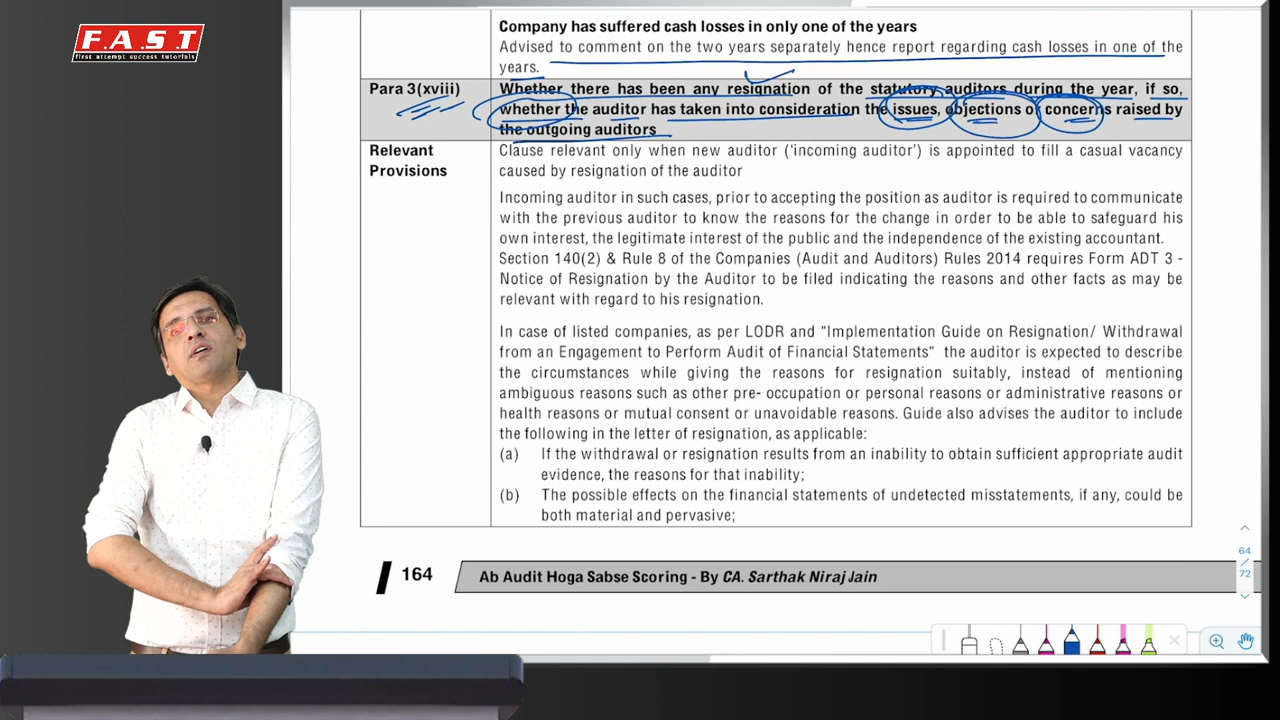 F.A.S.T
first attempt success tutorials
Company has suffered cash losses in only one of the years
Advised to comment on the two years separately hence report regarding cash losses in one of the
years.
Para 3(xviii)
Whether there has been any resignation of the statutory auditors during the year, if so,
whether the auditor has taken into consideration the issues, objections or concerns raised by
the outgoing auditors
Relevant
Provisions
Clause relevant only when new auditor (‘incoming auditor’) is appointed to fill a casual vacancy
caused by resignation of the auditor
Incoming auditor in such cases, prior to accepting the position as auditor is required to communicate
with the previous auditor to know the reasons for the change in order to be able to safeguard his
own interest, the legitimate interest of the public and the independence of the existing accountant.
Section 140(2) & Rule 8 of the Companies (Audit and Auditors) Rules 2014 requires Form ADT 3 -
Notice of Resignation by the Auditor to be filed indicating the reasons and other facts as may be
relevant with regard to his resignation.
In case of listed companies, as per LODR and "Implementation Guide on Resignation/ Withdrawal
from an Engagement to Perform Audit of Financial Statements" the auditor is expected to describe
the circumstances while giving the reasons for resignation suitably, instead of mentioning
ambiguous reasons such as other pre- occupation or personal reasons or administrative reasons or
health reasons or mutual consent or unavoidable reasons. Guide also advises the auditor to include
the following in the letter of resignation, as applicable:
(a) If the withdrawal or resignation results from an inability to obtain sufficient appropriate audit
evidence, the reasons for that inability;
(b) The possible effects on the financial statements of undetected misstatements, if any, could be
both material and pervasive;
164
Ab Audit Hoga Sabse Scoring - By CA. Sarthak Niraj Jain
64
/
72